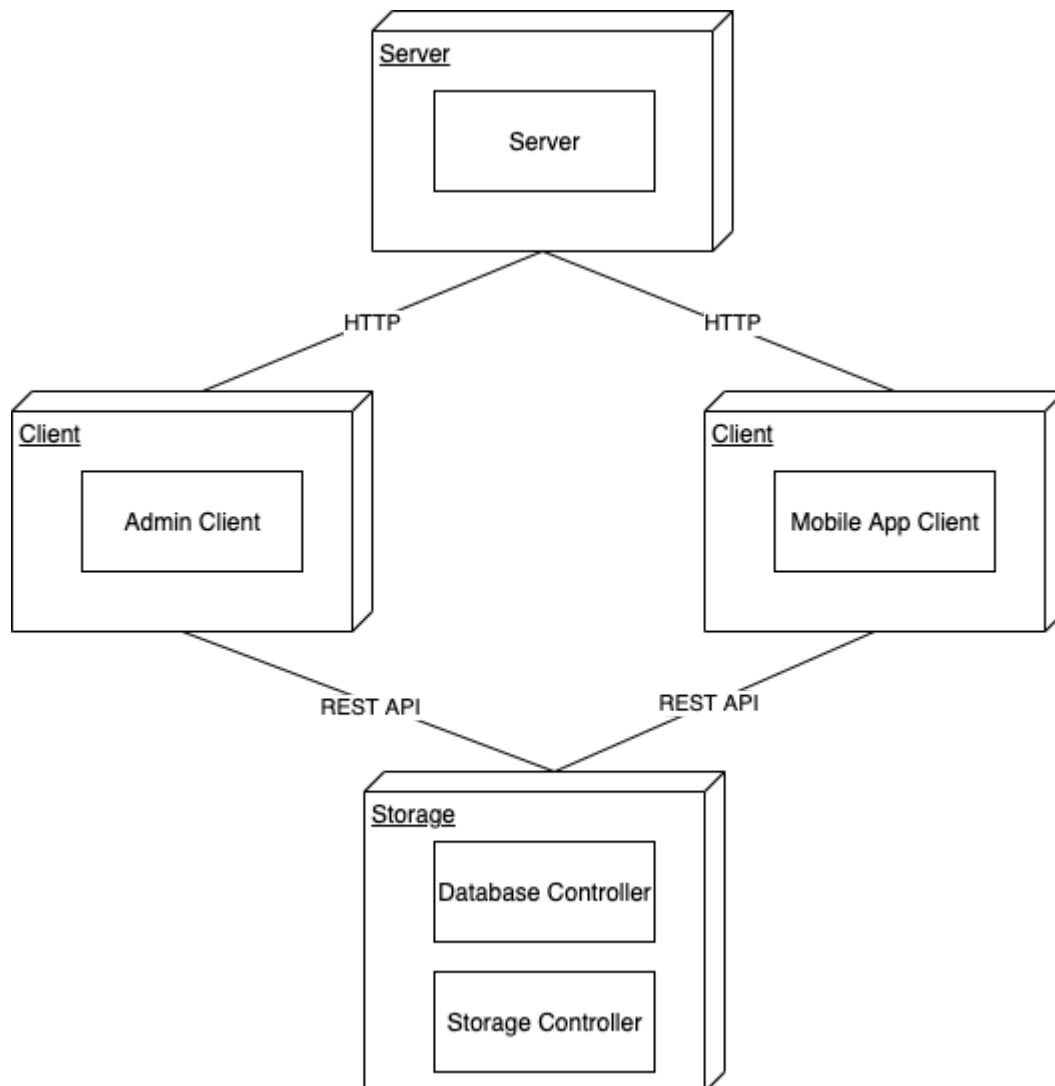 Server
Server
HTTP
HTTP
Client
Admin Client
Client
Mobile App Client
REST API
REST API
Storage
Database Controller
Storage Controller